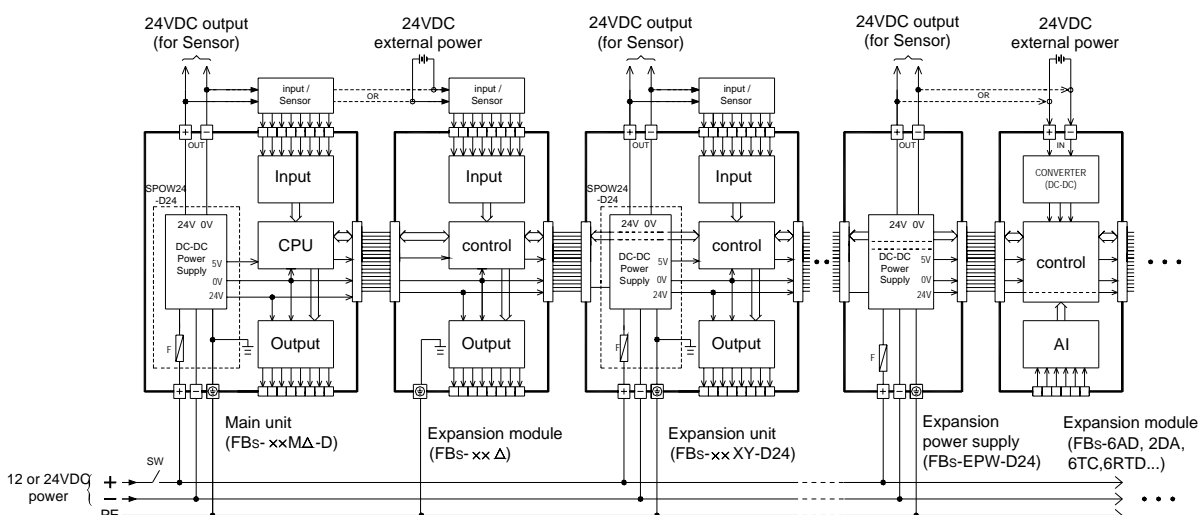 24VDC output
(for Sensor)
24VDC
external power
24VDC output
(for Sensor)
24VDC output
(for Sensor)
24VDC
external power
input /
Sensor
OR
input /
Sensor
input /
Sensor
OR
+ −
OUT
+ −
OUT
+ −
OUT
+ −
IN
SPOW24
-D24
Input
Input
SPOW24
-D24
Input
CONVERTER
(DC-DC)
24V 0V
DC-DC
Power
Supply
5V
0V
24V
CPU
control
24V 0V
DC-DC
Power
Supply
5V
0V
24V
control
24V 0V
DC-DC
Power
Supply
5V
0V
24V
control
F
Output
Output
F
Output
F
AI
+ −
+ −
+ −
Main unit
(FBs-××MΔ-D)
Expansion module
(FBs-××Δ)
Expansion unit
(FBs-××XY-D24)
Expansion
power supply
(FBs-EPW-D24)
Expansion module
(FBs-6AD, 2DA,
6TC,6RTD...)
12 or 24VDC
power
SW
+
−
PE